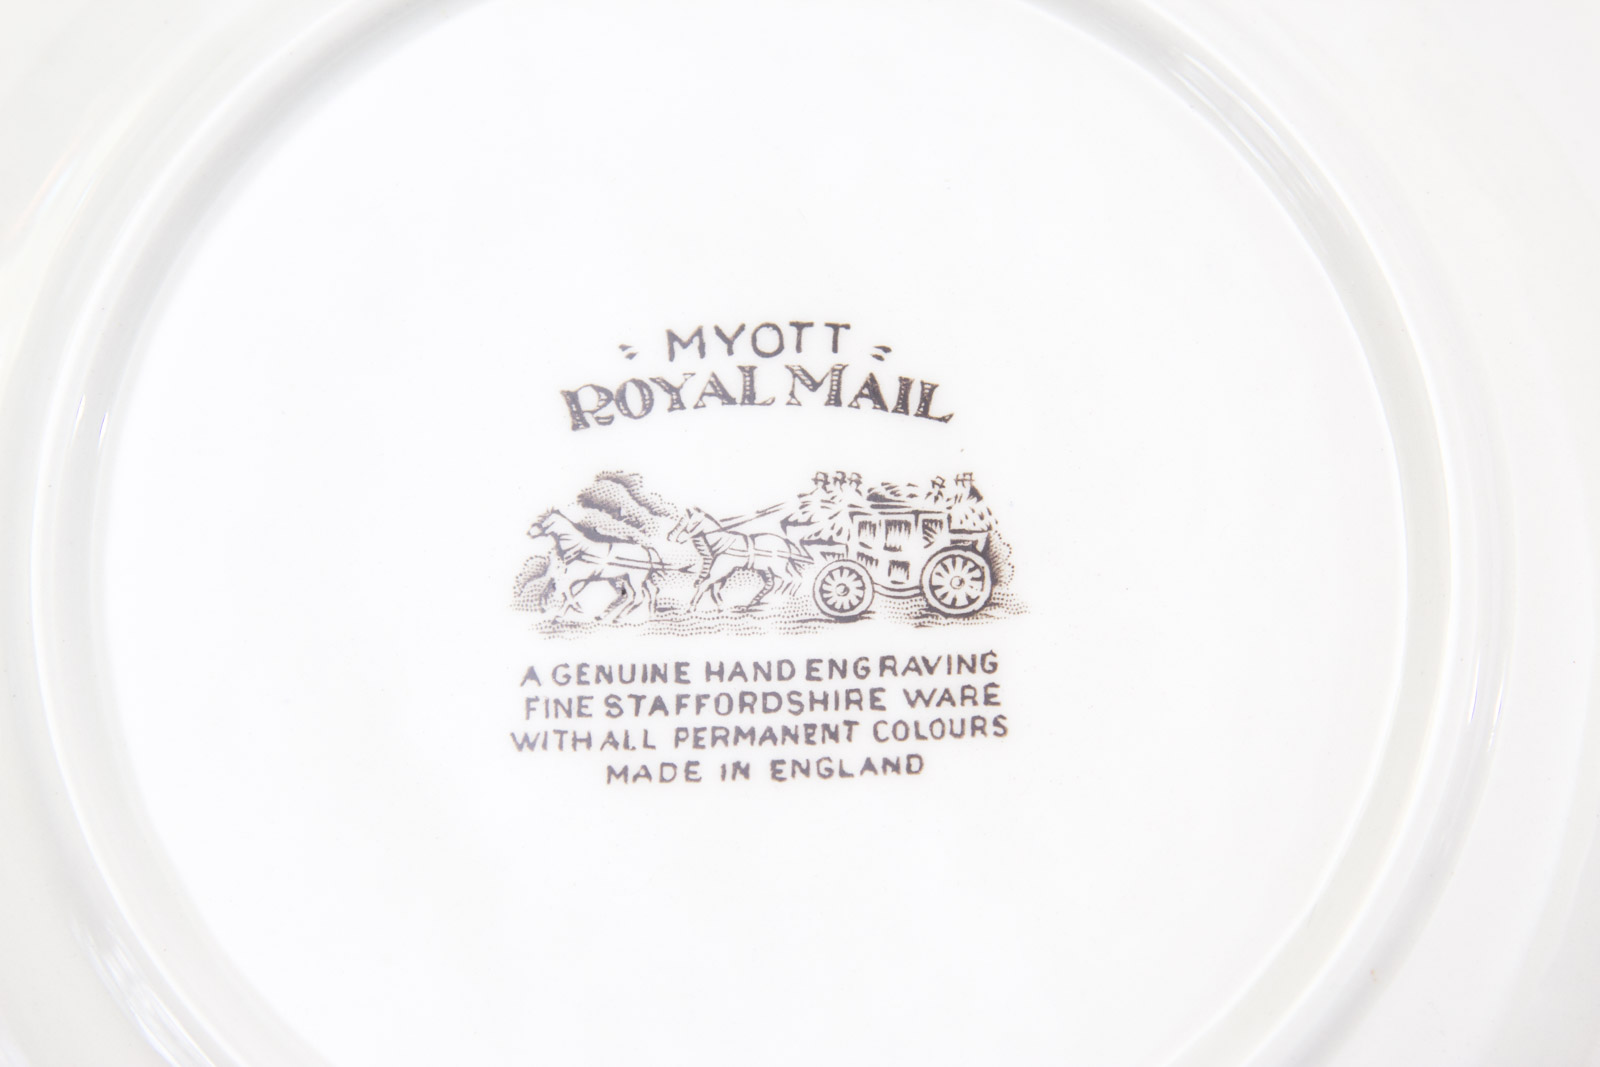 MYOTT
ROYAL MAIL
A GENUINE HAND ENGRAVING
FINE STAFFORDSHIRE WARE
WITH ALL PERMANENT COLOURS
MADE IN ENGLAND